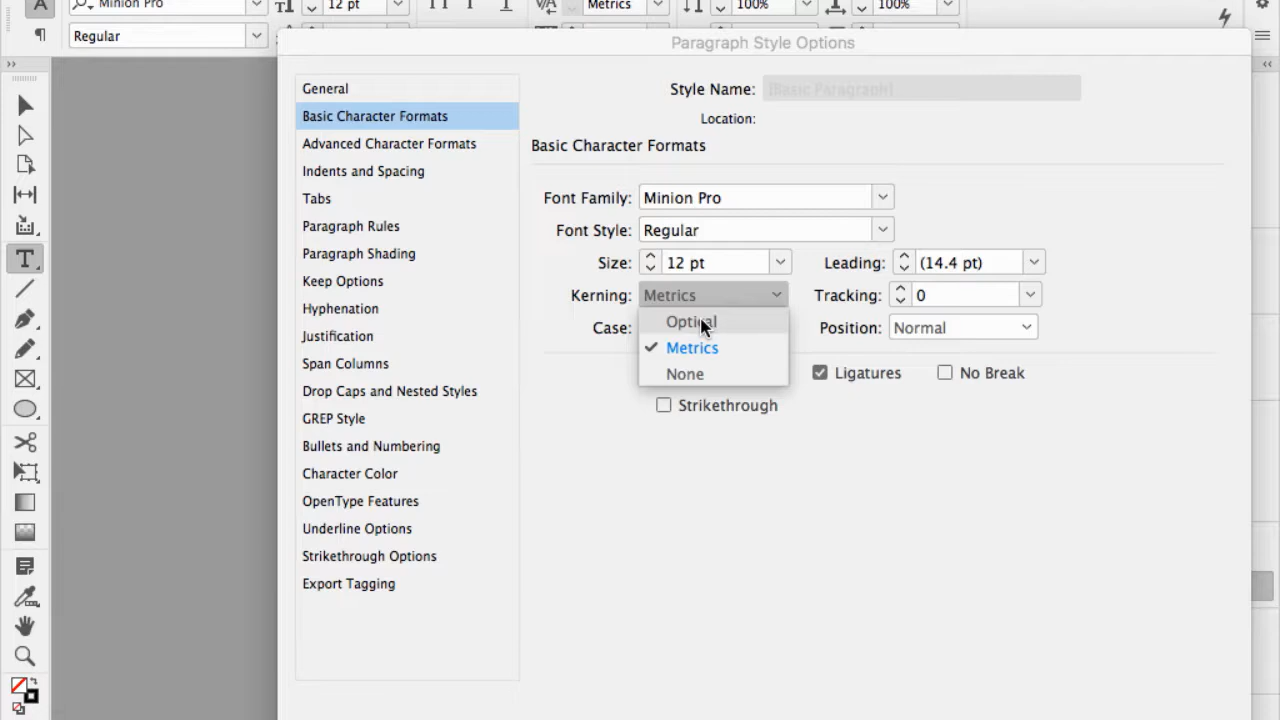 Minion Pro 12 pt Metrics 100% 100%
Regular
Paragraph Style Options
General
Basic Character Formats
Advanced Character Formats
Indents and Spacing
Tabs
Paragraph Rules
Paragraph Shading
Keep Options
Hyphenation
Justification
Span Columns
Drop Caps and Nested Styles
GREP Style
Bullets and Numbering
Character Color
OpenType Features
Underline Options
Strikethrough Options
Export Tagging
Style Name: [Basic Paragraph]
Location:
Basic Character Formats
Font Family: Minion Pro
Font Style: Regular
Size: 12 pt Leading: (14.4 pt)
Kerning: Metrics Tracking: 0
Case: Position: Normal
Optical
Metrics
None
Ligatures No Break
Strikethrough